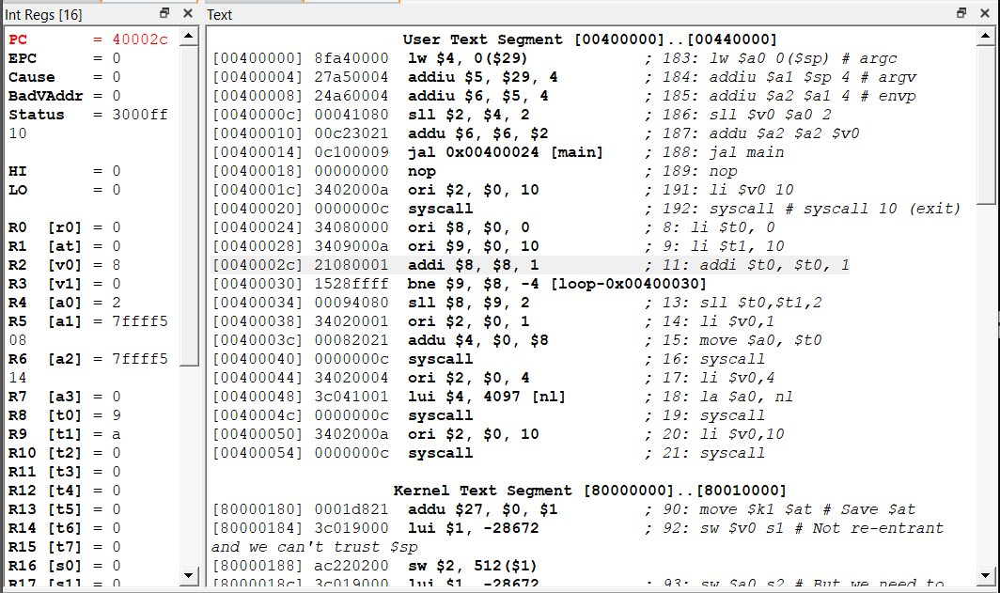 Int Regs [16]
PC = 40002c
EPC = 0
Cause = 0
BadVAddr = 0
Status = 3000ff
10
HI = 0
LO = 0
R0 [r0] = 0
R1 [at] = 0
R2 [v0] = 8
R3 [v1] = 0
R4 [a0] = 2
R5 [a1] = 7ffff5
08
R6 [a2] = 7ffff5
14
R7 [a3] = 0
R8 [t0] = 9
R9 [t1] = a
R10 [t2] = 0
R11 [t3] = 0
R12 [t4] = 0
R13 [t5] = 0
R14 [t6] = 0
R15 [t7] = 0
R16 [s0] = 0
R17 [s1] = 0
Text
User Text Segment [00400000]..[00440000]
[00400000] 8fa40000 lw $4, 0($29) ; 183: lw $a0 0($sp) # argc
[00400004] 27a50004 addiu $5, $29, 4 ; 184: addiu $a1 $sp 4 # argv
[00400008] 24a60004 addiu $6, $5, 4 ; 185: addiu $a2 $a1 4 # envp
[0040000c] 00041080 sll $2, $4, 2 ; 186: sll $v0 $a0 2
[00400010] 00c23021 addu $6, $6, $2 ; 187: addu $a2 $a2 $v0
[00400014] 0c100009 jal 0x00400024 [main] ; 188: jal main
[00400018] 00000000 nop ; 189: nop
[0040001c] 3402000a ori $2, $0, 10 ; 191: li $v0 10
[00400020] 0000000c syscall ; 192: syscall # syscall 10 (exit)
[00400024] 34080000 ori $8, $0, 0 ; 8: li $t0, 0
[00400028] 3409000a ori $9, $0, 10 ; 9: li $t1, 10
[0040002c] 21080001 addi $8, $8, 1 ; 11: addi $t0, $t0, 1
[00400030] 1528ffff bne $9, $8, -4 [loop-0x00400030]
[00400034] 00094080 sll $8, $9, 2 ; 13: sll $t0,$t1,2
[00400038] 34020001 ori $2, $0, 1 ; 14: li $v0,1
[0040003c] 00082021 addu $4, $0, $8 ; 15: move $a0, $t0
[00400040] 0000000c syscall ; 16: syscall
[00400044] 34020004 ori $2, $0, 4 ; 17: li $v0,4
[00400048] 3c041001 lui $4, 4097 [nl] ; 18: la $a0, nl
[0040004c] 0000000c syscall ; 19: syscall
[00400050] 3402000a ori $2, $0, 10 ; 20: li $v0,10
[00400054] 0000000c syscall ; 21: syscall
Kernel Text Segment [80000000]..[80010000]
[80000180] 0001d821 addu $27, $0, $1 ; 90: move $k1 $at # Save $at
[80000184] 3c019000 lui $1, -28672 ; 92: sw $v0 s1 # Not re-entrant
and we can't trust $sp
[80000188] ac220200 sw $2, 512($1)
[8000018c] 3c019000 lui $1, -28672 ; 93: sw $a0 s2 # But we need to